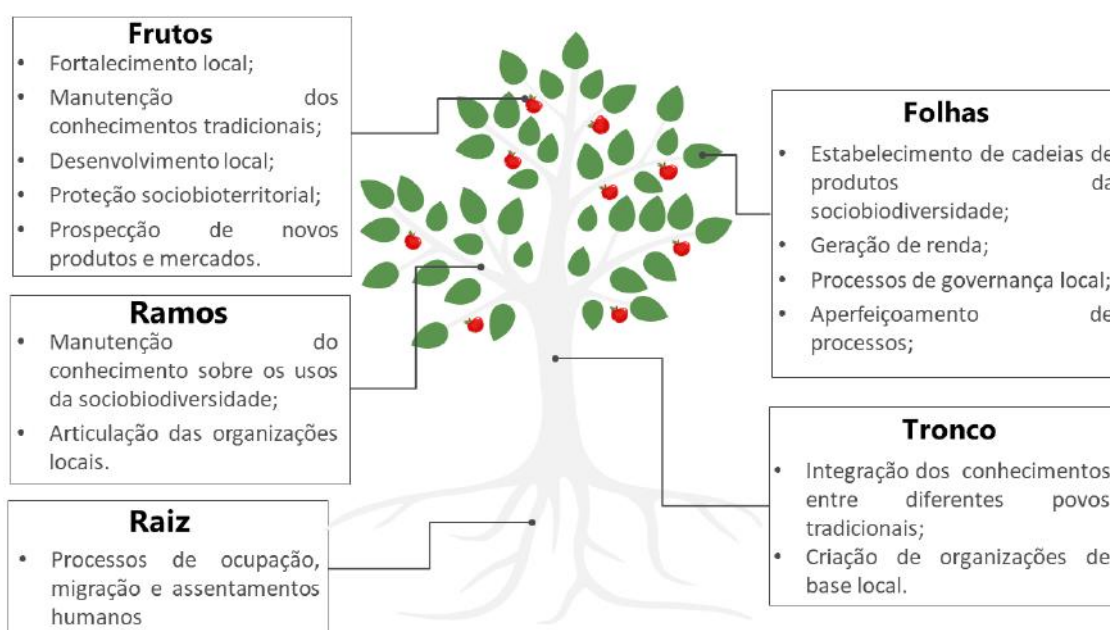 Frutos
• Fortalecimento local;
• Manutenção dos
conhecimentos tradicionais;
• Desenvolvimento local;
• Proteção sociobioterritorial;
• Prospecção de novos
produtos e mercados.
Ramos
• Manutenção do
conhecimento sobre os usos
da sociobiodiversidade;
• Articulação das organizações
locais.
Raiz
• Processos de ocupação,
migração e assentamentos
humanos
Folhas
• Estabelecimento de cadeias de
produtos da
sociobiodiversidade;
• Geração de renda;
• Processos de governança local;
• Aperfeiçoamento de
processos;
Tronco
• Integração dos conhecimentos
entre diferentes povos
tradicionais;
• Criação de organizações de
base local.